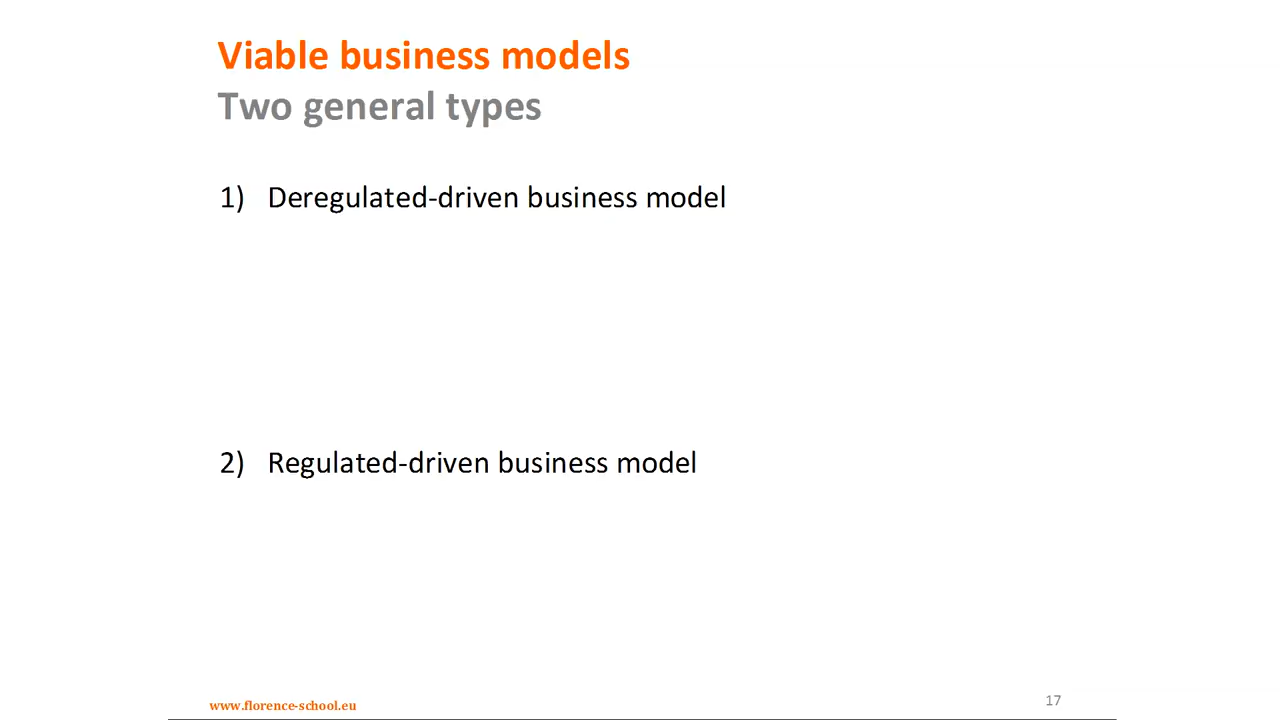 Viable business models
Two general types
1) Deregulated-driven business model
2) Regulated-driven business model
www.florence-school.eu
17